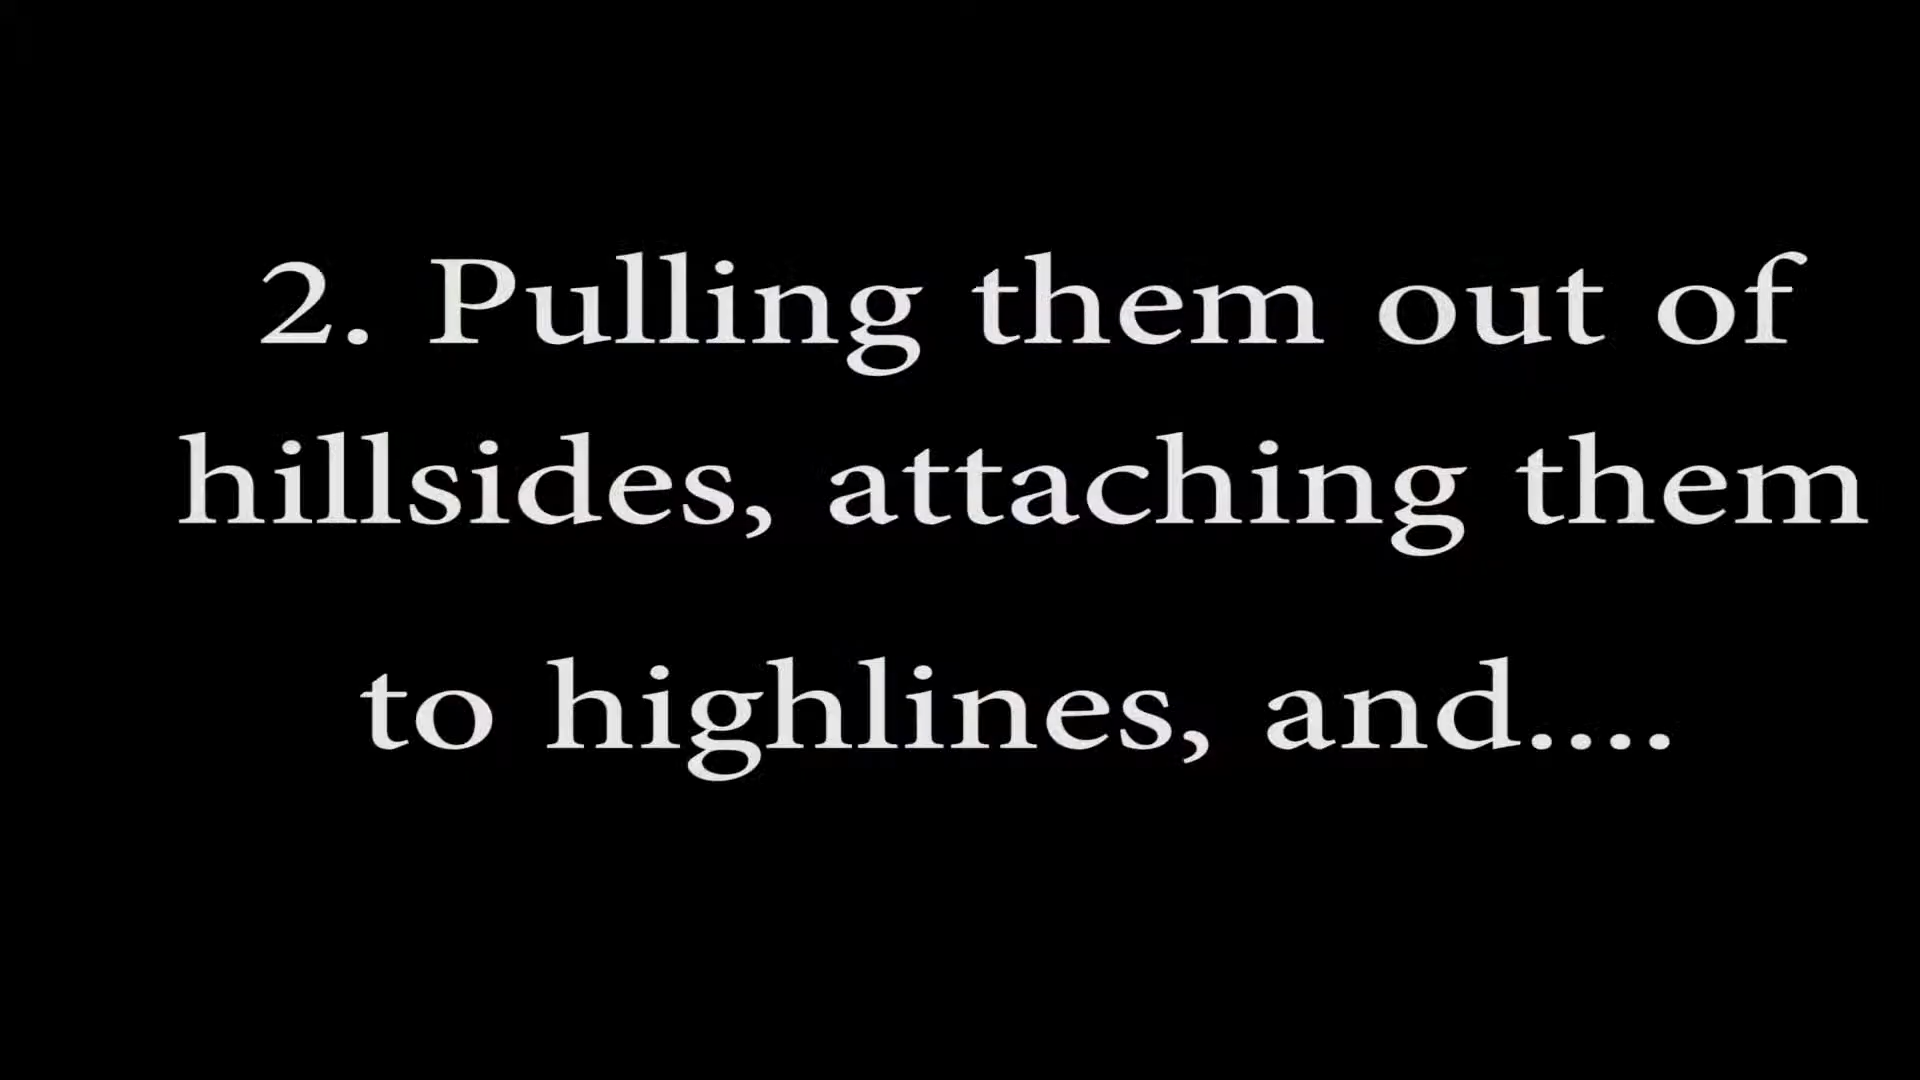 2. Pulling them out of
hillsides, attaching them
to highlines, and....